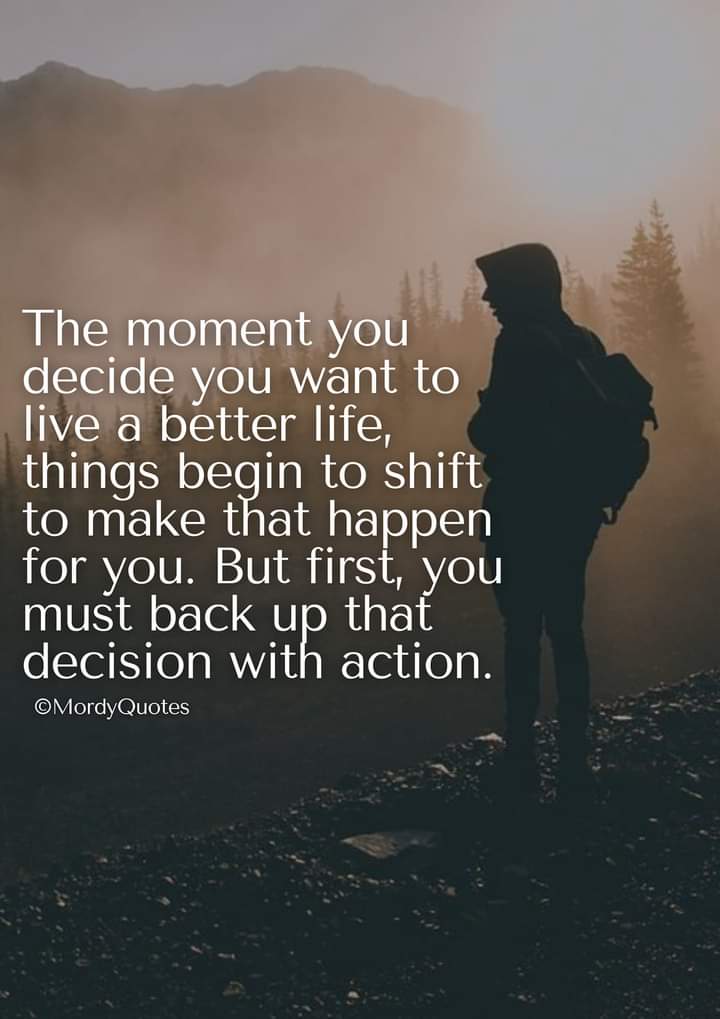 The moment you
decide you want to
live a better life,
things begin to shift
to make that happen
for you. But first, you
must back up that
decision with action.
©MordyQuotes